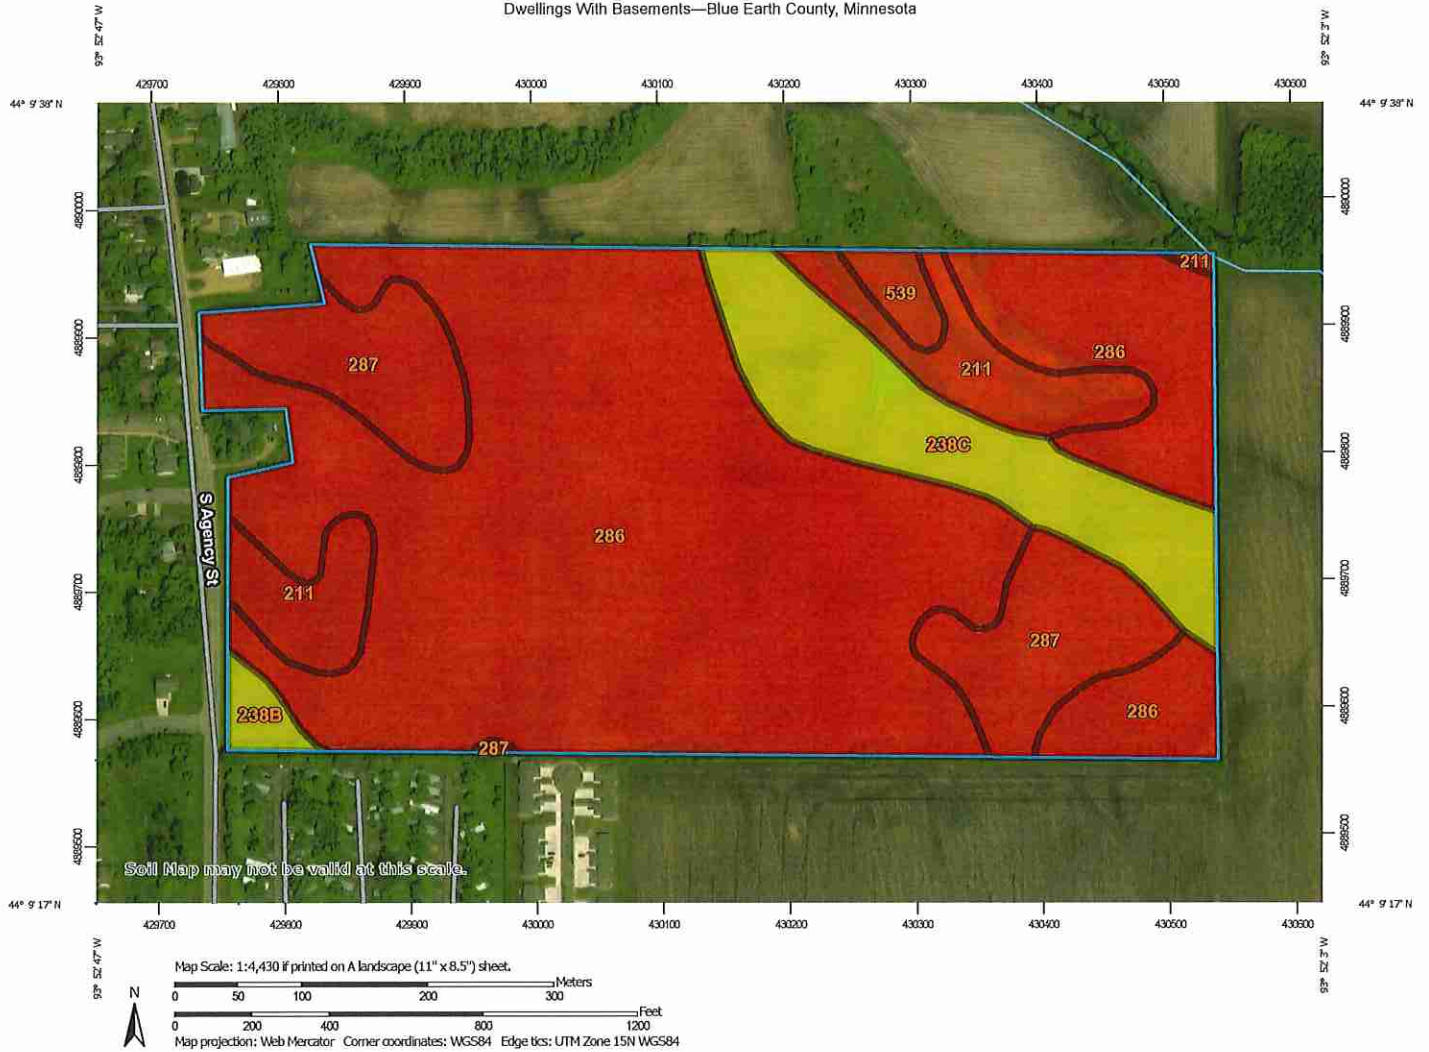 Dwellings With Basements—Blue Earth County, Minnesota
93° 52' 47" W
93° 52' 3" W
429700 429800 429900 430000 430100 430200 430300 430400 430500 430600
44° 9' 38" N
44° 9' 38" N
4890000
4890000
211
539
4889900
4889900
286
287
211
238C
4889800
4889800
286
S Agency St
4889700
4889700
211
287
286
238B
4889600
4889600
287
4889500
4889500
Soil Map may not be valid at this scale.
44° 9' 17" N
44° 9' 17" N
429700 429800 429900 430000 430100 430200 430300 430400 430500 430600
93° 52' 47" W
93° 52' 3" W
Map Scale: 1:4,430 if printed on A landscape (11" x 8.5") sheet.
Meters
N
0 50 100 200 300
Feet
0 200 400 800 1200
Map projection: Web Mercator Corner coordinates: WGS84 Edge tics: UTM Zone 15N WGS84